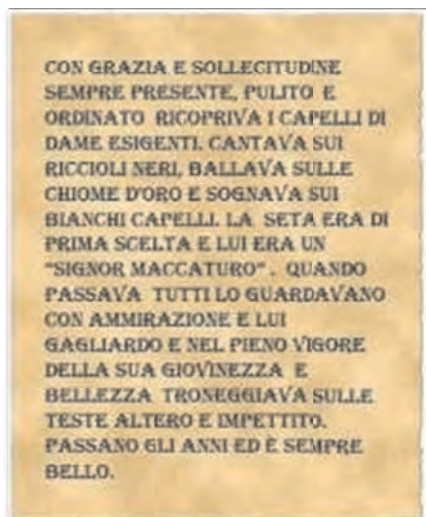 CON GRAZIA E SOLLECITUDINE
SEMPRE PRESENTE, PULITO E
ORDINATO RICOPRIVA I CAPELLI DI
DAME ESIGENTI. CANTAVA SUI
RICCIOLI NERI, BALLAVA SULLE
CHIOME D'ORO E SOGNAVA SUI
BIANCHI CAPELLI. LA SETA ERA DI
PRIMA SCELTA E LUI ERA UN
"SIGNOR MACCATURO" . QUANDO
PASSAVA TUTTI LO GUARDAVANO
CON AMMIRAZIONE E LUI
GAGLIARDO E NEL PIENO VIGORE
DELLA SUA GIOVINEZZA E
BELLEZZA TRONEGGIAVA SULLE
TESTE ALTERO E IMPETTITO.
PASSANO GLI ANNI ED È SEMPRE
BELLO.